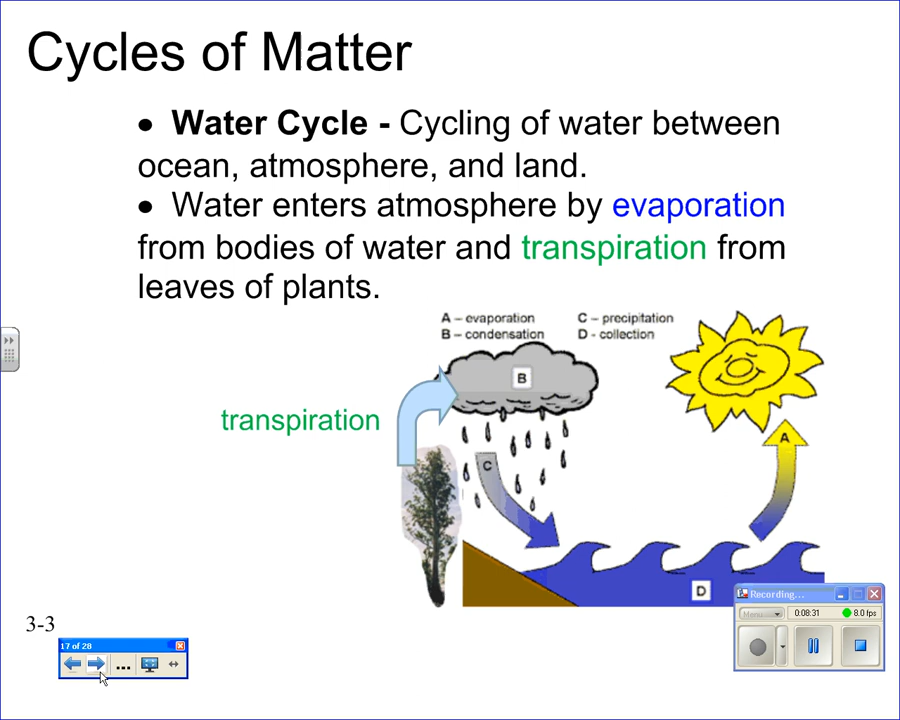 Cycles of Matter
• Water Cycle - Cycling of water between
ocean, atmosphere, and land.
• Water enters atmosphere by evaporation
from bodies of water and transpiration from
leaves of plants.
A – evaporation C – precipitation
B – condensation D - collection
B
transpiration
A
C
D
3-3
17 of 28
...
Recording...
Menu
0:08:31
8.0 fps